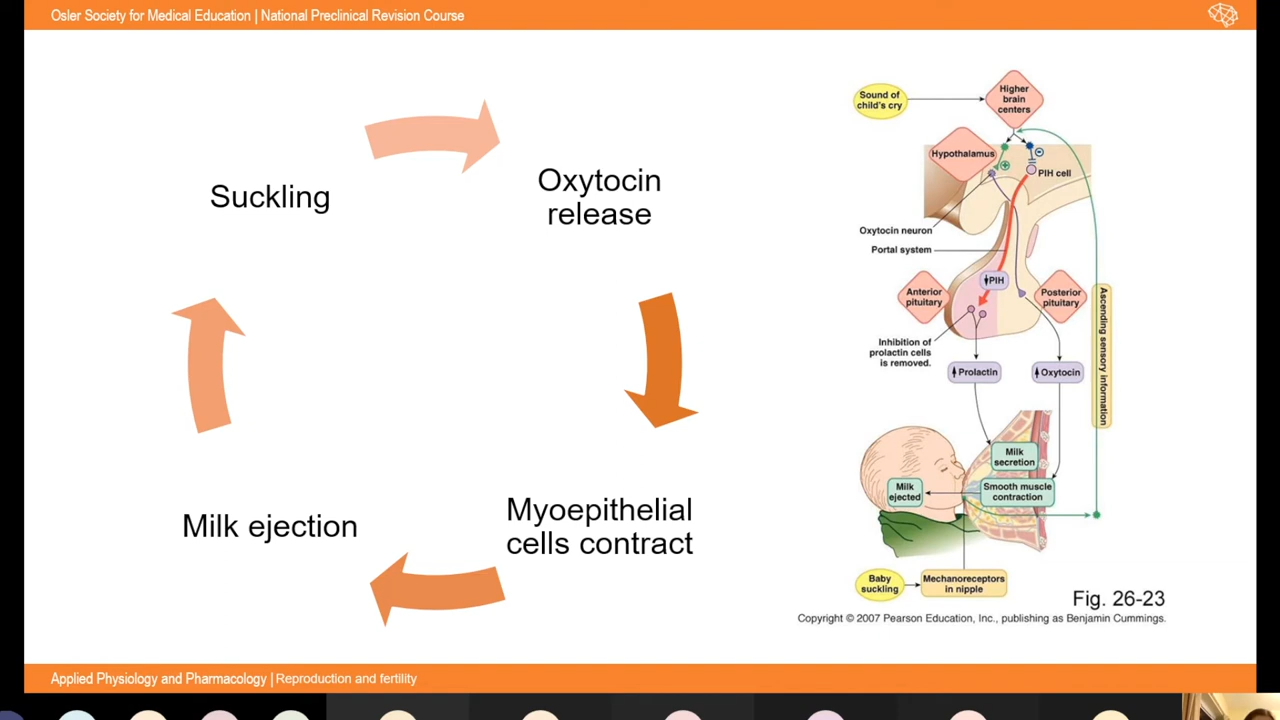 Osler Society for Medical Education | National Preclinical Revision Course
Suckling
Oxytocin
release
Myoepithelial
cells contract
Milk ejection
Sound of
child's cry
Higher
brain
centers
Hypothalamus
PIH cell
Oxytocin neuron
Portal system
PIH
Anterior
pituitary
Posterior
pituitary
Inhibition of
prolactin cells
is removed.
Prolactin
Oxytocin
Ascending sensory information
Milk
secretion
Milk
ejected
Smooth muscle
contraction
Baby
suckling
Mechanoreceptors
in nipple
Fig. 26-23
Copyright © 2007 Pearson Education, Inc., publishing as Benjamin Cummings.
Applied Physiology and Pharmacology | Reproduction and fertility